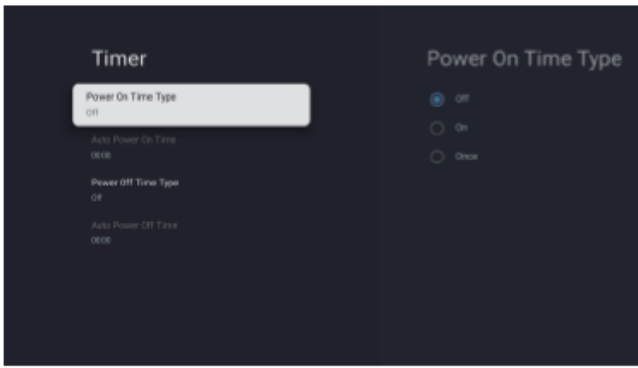 Timer
Power On Time Type
Off
Auto Power On Time
00:00
Power Off Time Type
Off
Auto Power Off Time
00:00
Power On Time Type
Off
On
Once